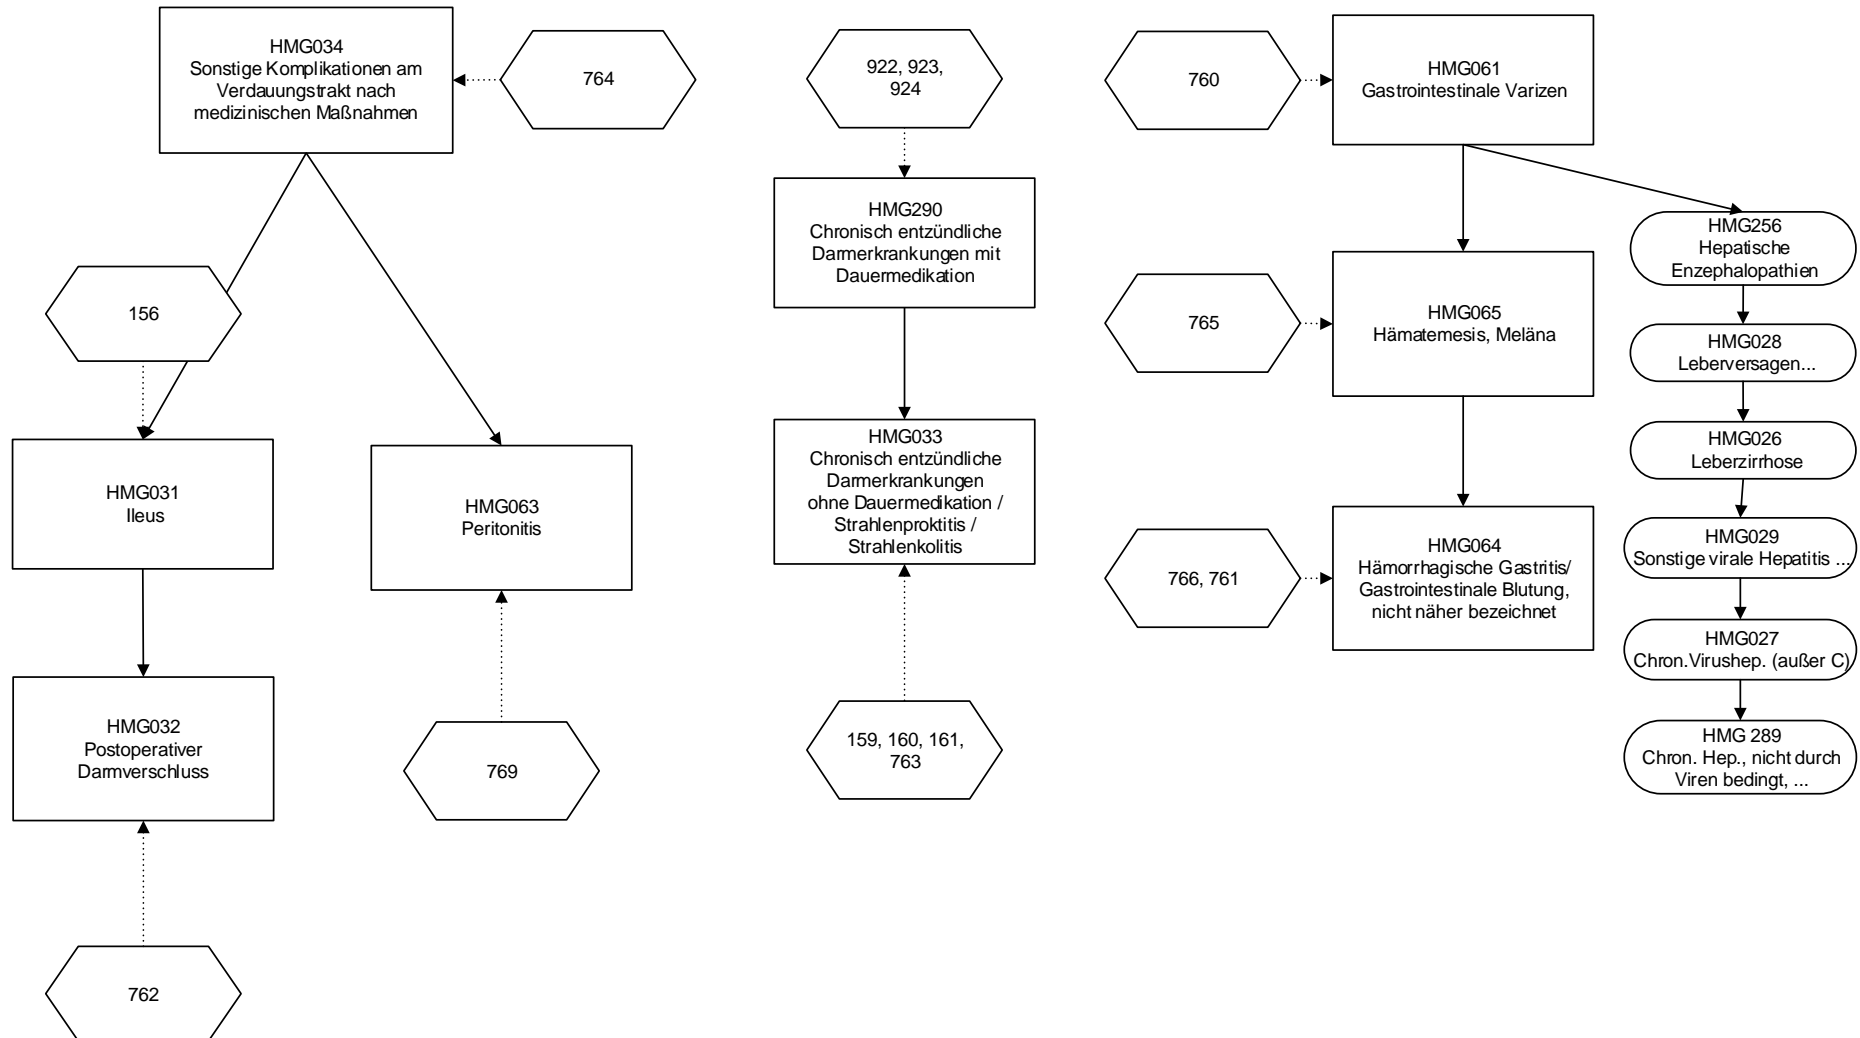 HMG034
Sonstige Komplikationen am
Verdauungstrakt nach
medizinischen Maßnahmen
764
156
HMG031
Ileus
HMG063
Peritonitis
HMG032
Postoperativer
Darmverschluss
769
762
922, 923,
924
HMG290
Chronisch entzündliche
Darmerkrankungen mit
Dauermedikation
HMG033
Chronisch entzündliche
Darmerkrankungen
ohne Dauermedikation /
Strahlenproktitis /
Strahlenkolitis
159, 160, 161,
763
760
HMG061
Gastrointestinale Varizen
765
HMG065
Hämatemesis, Meläna
766, 761
HMG064
Hämorrhagische Gastritis/
Gastrointestinale Blutung,
nicht näher bezeichnet
HMG256
Hepatische
Enzephalopathien
HMG028
Leberversagen...
HMG026
Leberzirrhose
HMG029
Sonstige virale Hepatitis ...
HMG027
Chron.Virushep. (außer C)
HMG 289
Chron. Hep., nicht durch
Viren bedingt, ...